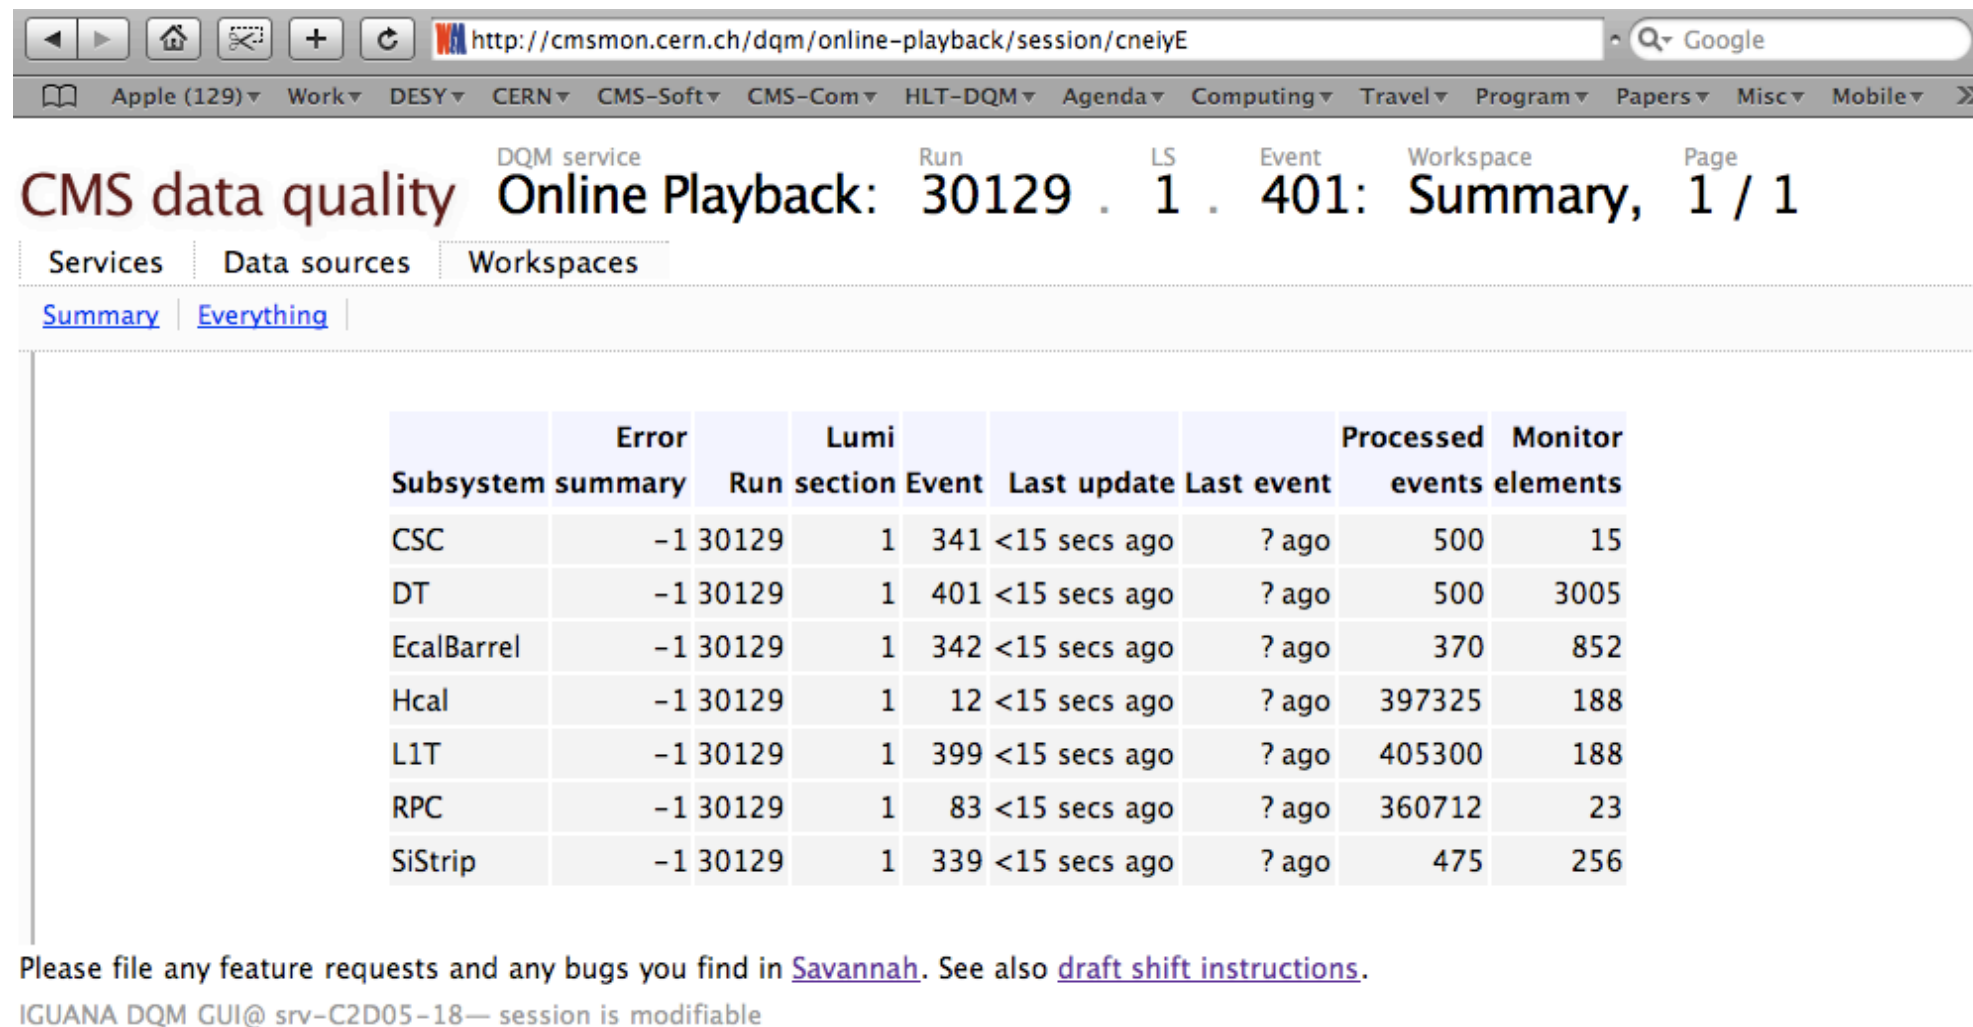 http://cmsmon.cern.ch/dqm/online-playback/session/cneiyE Google
Apple (129) Work DESY CERN CMS-Soft CMS-Com HLT-DQM Agenda Computing Travel Program Papers Misc Mobile
DQM service Run LS Event Workspace Page
CMS data quality Online Playback: 30129 . 1 . 401: Summary, 1 / 1
Services Data sources Workspaces
Summary Everything
Error Lumi Processed Monitor
Subsystem summary Run section Event Last update Last event events elements
CSC -1 30129 1 341 <15 secs ago ? ago 500 15
DT -1 30129 1 401 <15 secs ago ? ago 500 3005
EcalBarrel -1 30129 1 342 <15 secs ago ? ago 370 852
Hcal -1 30129 1 12 <15 secs ago ? ago 397325 188
L1T -1 30129 1 399 <15 secs ago ? ago 405300 188
RPC -1 30129 1 83 <15 secs ago ? ago 360712 23
SiStrip -1 30129 1 339 <15 secs ago ? ago 475 256
Please file any feature requests and any bugs you find in Savannah. See also draft shift instructions.
IGUANA DQM GUI@ srv-C2D05-18— session is modifiable